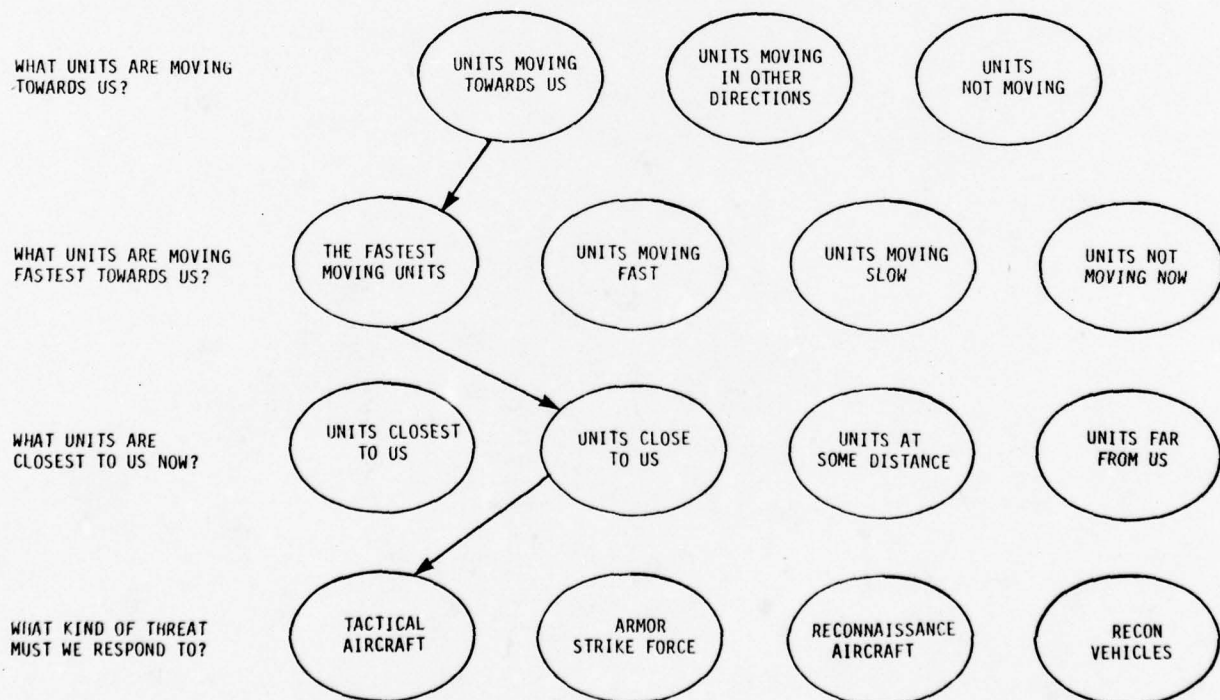 WHAT UNITS ARE MOVING
TOWARDS US?
UNITS MOVING
TOWARDS US
UNITS MOVING
IN OTHER
DIRECTIONS
UNITS
NOT MOVING
WHAT UNITS ARE MOVING
FASTEST TOWARDS US?
THE FASTEST
MOVING UNITS
UNITS MOVING
FAST
UNITS MOVING
SLOW
UNITS NOT
MOVING NOW
WHAT UNITS ARE
CLOSEST TO US NOW?
UNITS CLOSEST
TO US
UNITS CLOSE
TO US
UNITS AT
SOME DISTANCE
UNITS FAR
FROM US
WHAT KIND OF THREAT
MUST WE RESPOND TO?
TACTICAL
AIRCRAFT
ARMOR
STRIKE FORCE
RECONNAISSANCE
AIRCRAFT
RECON
VEHICLES